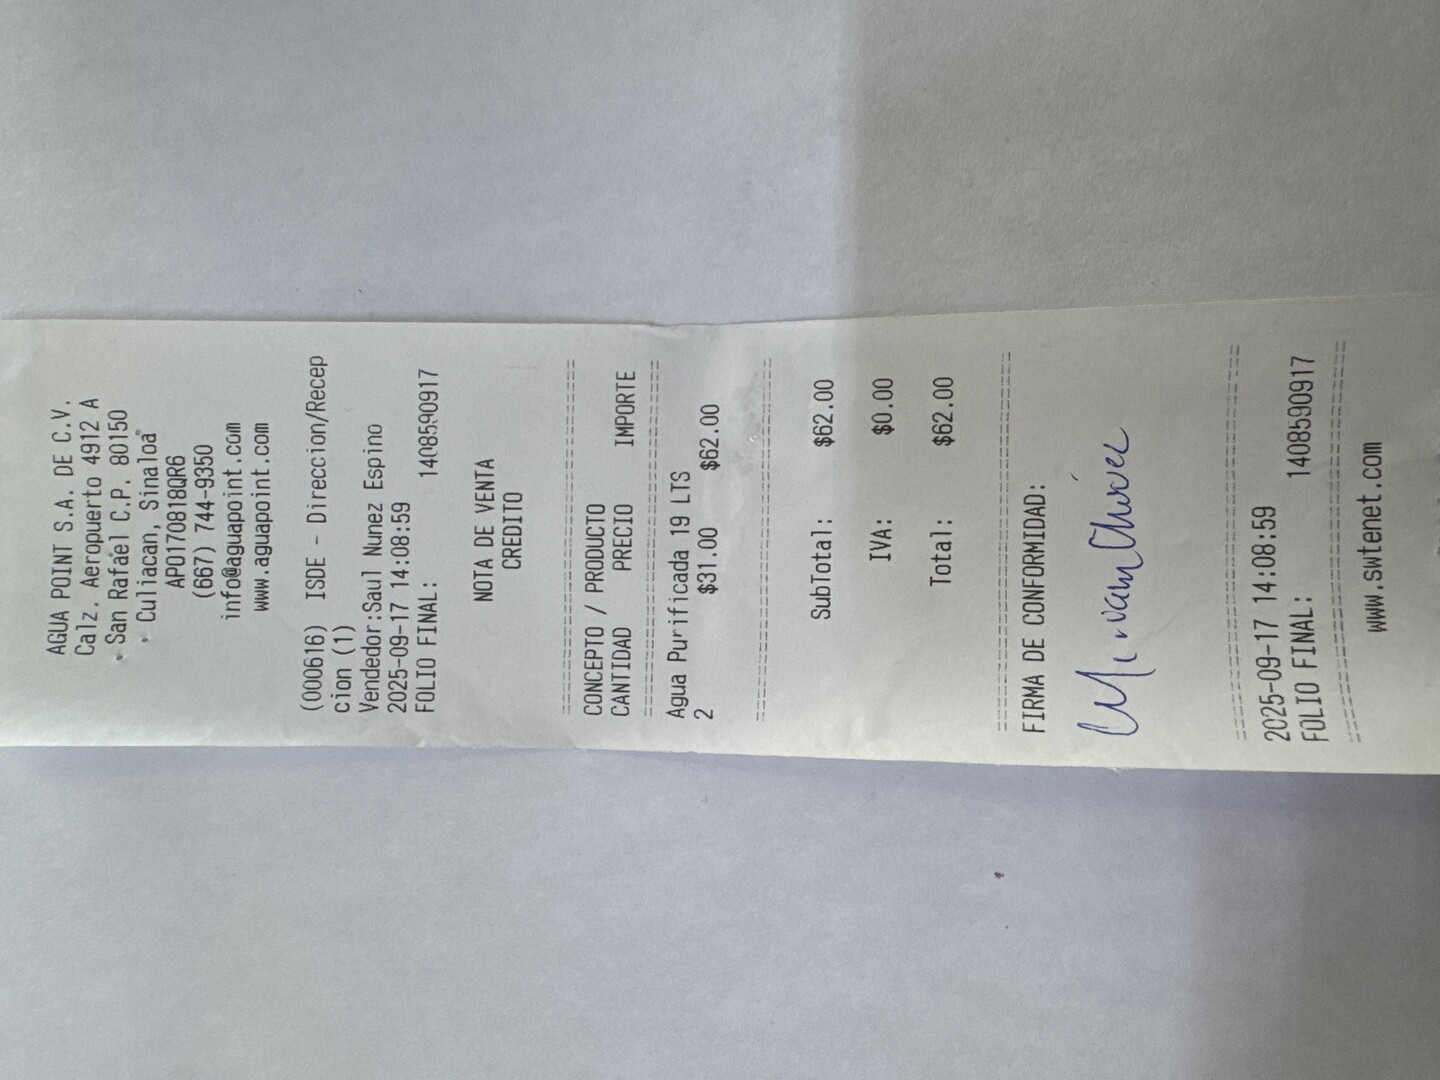 AGUA POINT S.A. DE C.V.
Calz. Aeropuerto 4912 A
San Rafael C.P. 80150
Culiacan, Sinaloa
APO170818QR6
(667) 744-9350
info@aguapoint.com
www.aguapoint.com
(000616) ISDE - Direccion/Recep
cion (1)
Vendedor:Saul Nunez Espino
2025-09-17 14:08:59
FOLIO FINAL: 1408590917
NOTA DE VENTA
CREDITO
CONCEPTO / PRODUCTO
CANTIDAD PRECIO IMPORTE
Agua Purificada 19 LTS
2 $31.00 $62.00
SubTotal: $62.00
IVA: $0.00
Total: $62.00
FIRMA DE CONFORMIDAD:
Miriam Chavez
2025-09-17 14:08:59
FOLIO FINAL: 1408590917
www.swtenet.com